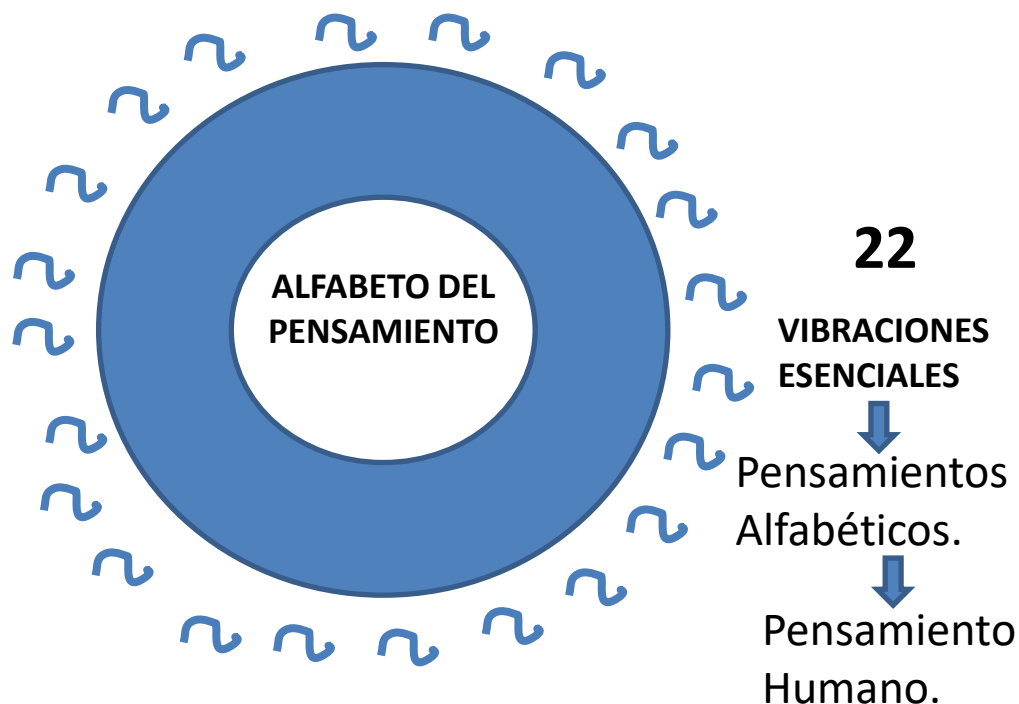 ALFABETO DEL
PENSAMIENTO
22
VIBRACIONES
ESENCIALES
Pensamientos
Alfabéticos.
Pensamiento
Humano.